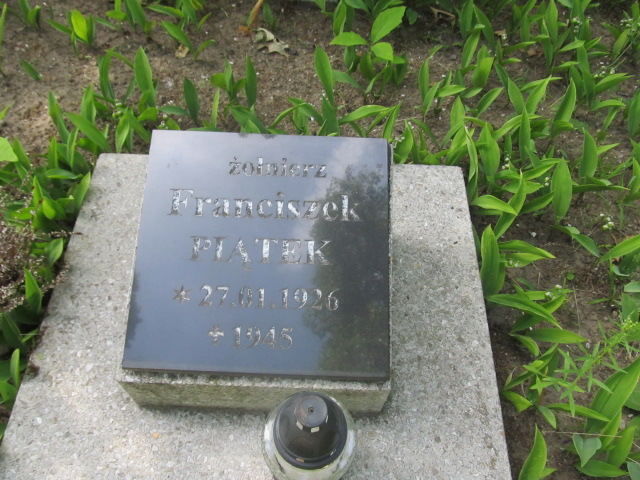 żołnierz
Franciszek
PIĄTEK
* 27.01.1926
+ 1945